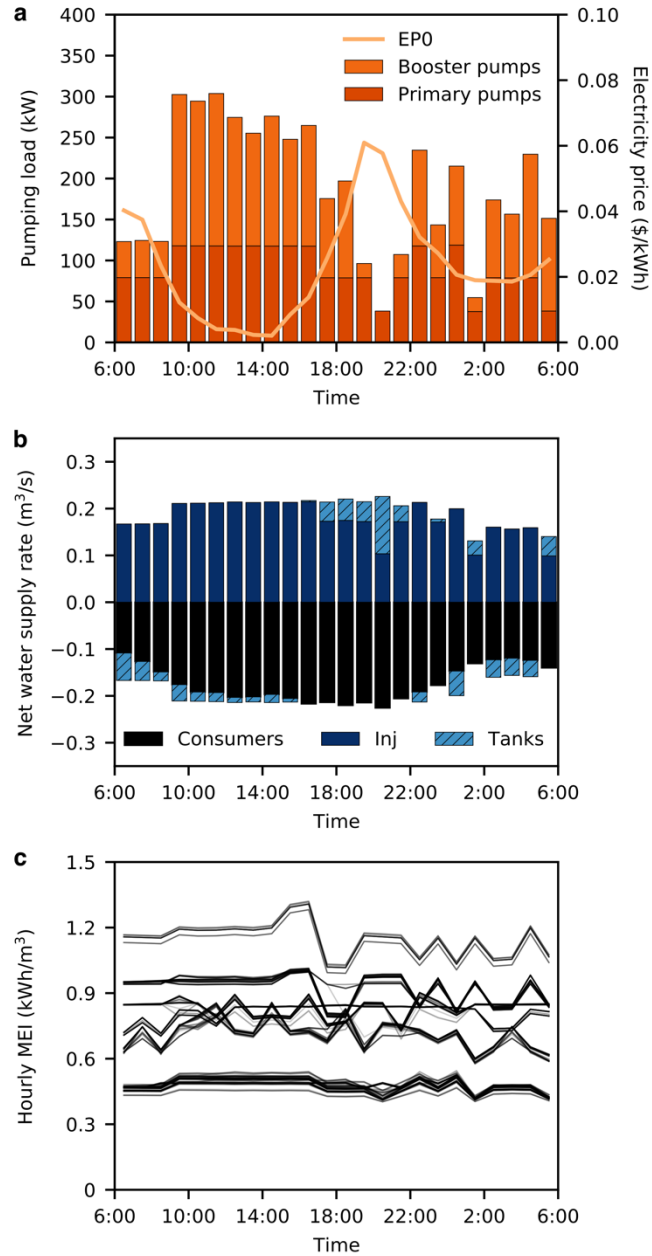 a
400
350
300
250
200
150
100
50
0
Pumping load (kW)
EP0
Booster pumps
Primary pumps
0.10
0.08
0.06
0.04
0.02
0.00
Electricity price ($/kWh)
6:00 10:00 14:00 18:00 22:00 2:00 6:00
Time
b
0.3
0.2
0.1
0.0
−0.1
−0.2
−0.3
Net water supply rate (m³/s)
Consumers Inj Tanks
6:00 10:00 14:00 18:00 22:00 2:00 6:00
Time
c
1.5
1.2
0.9
0.6
0.3
0
Hourly MEI (kWh/m³)
6:00 10:00 14:00 18:00 22:00 2:00 6:00
Time